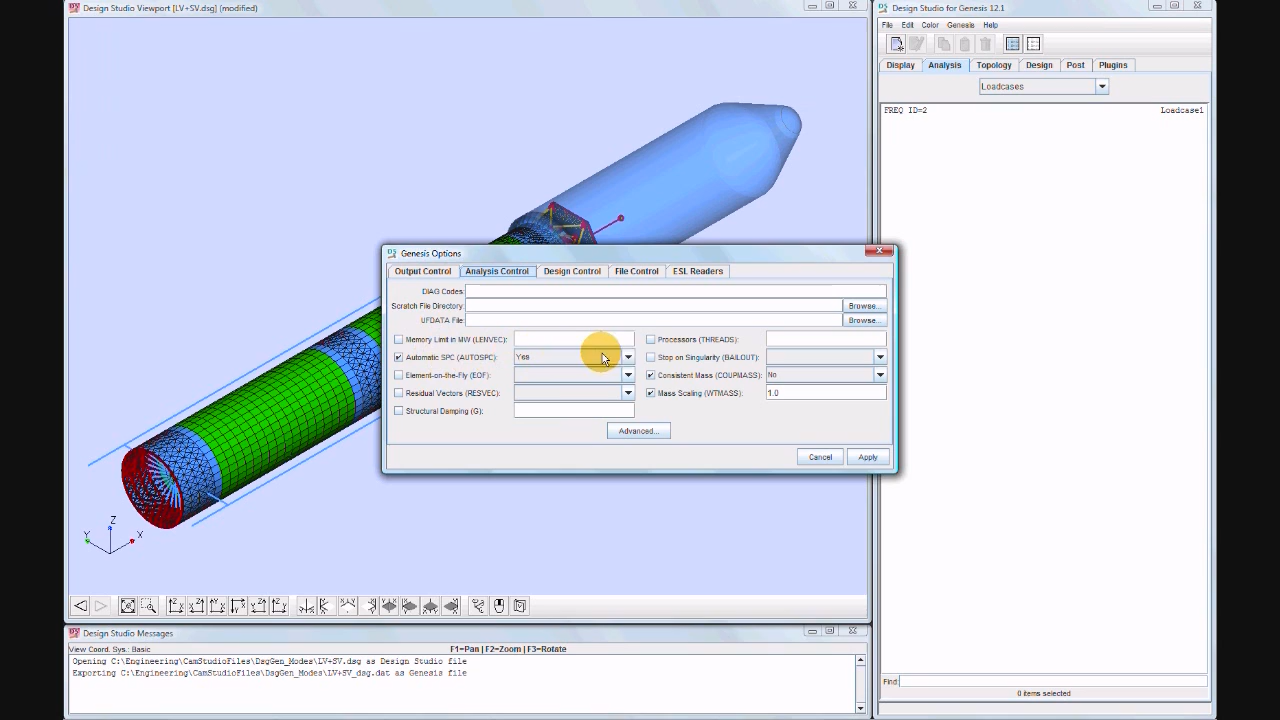 Design Studio Viewport [LV+SV.dsg] (modified)
Design Studio for Genesis 12.1
File Edit Color Genesis Help
Display Analysis Topology Design Post Plugins
Loadcases
FREQ ID=2 Loadcase1
Genesis Options
Output Control Analysis Control Design Control File Control ESL Readers
DIAG Codes:
Scratch File Directory: Browse...
UFDATA File: Browse...
Memory Limit in MW (LENVEC): Processors (THREADS):
Automatic SPC (AUTOSPC): Yes Stop on Singularity (BAILOUT):
Element-on-the-Fly (EOF): Consistent Mass (COUPMASS): No
Residual Vectors (RESVEC): Mass Scaling (WTMASS): 1.0
Structural Damping (G):
Advanced...
Cancel Apply
Z
Y X
Design Studio Messages
View Coord. Sys.: Basic F1=Pan | F2=Zoom | F3=Rotate
Opening C:\Engineering\CamStudioFiles\DsgGen_Modes\LV+SV.dsg as Design Studio file
Exporting C:\Engineering\CamStudioFiles\DsgGen_Modes\LV+SV_dsg.dat as Genesis file
Find:
0 items selected